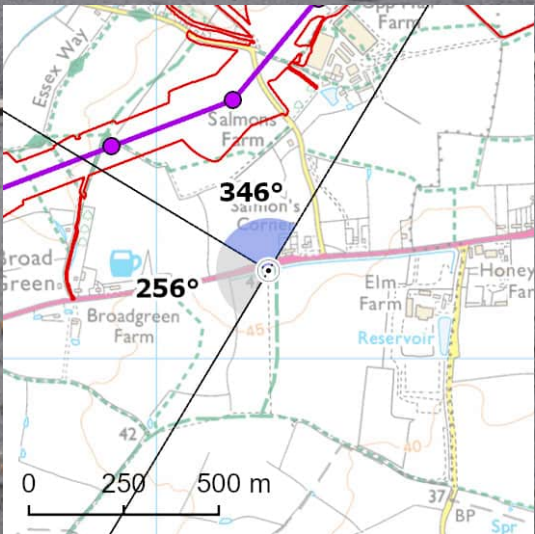 Farm
Essex Way
Salmons
Farm
346°
Salmon's
Corner
Broad
Green
256°
Broadgreen
Farm
45
Elm
Farm
Honey
Reservoir
42
40
0 250 500 m
37
BP
Spr